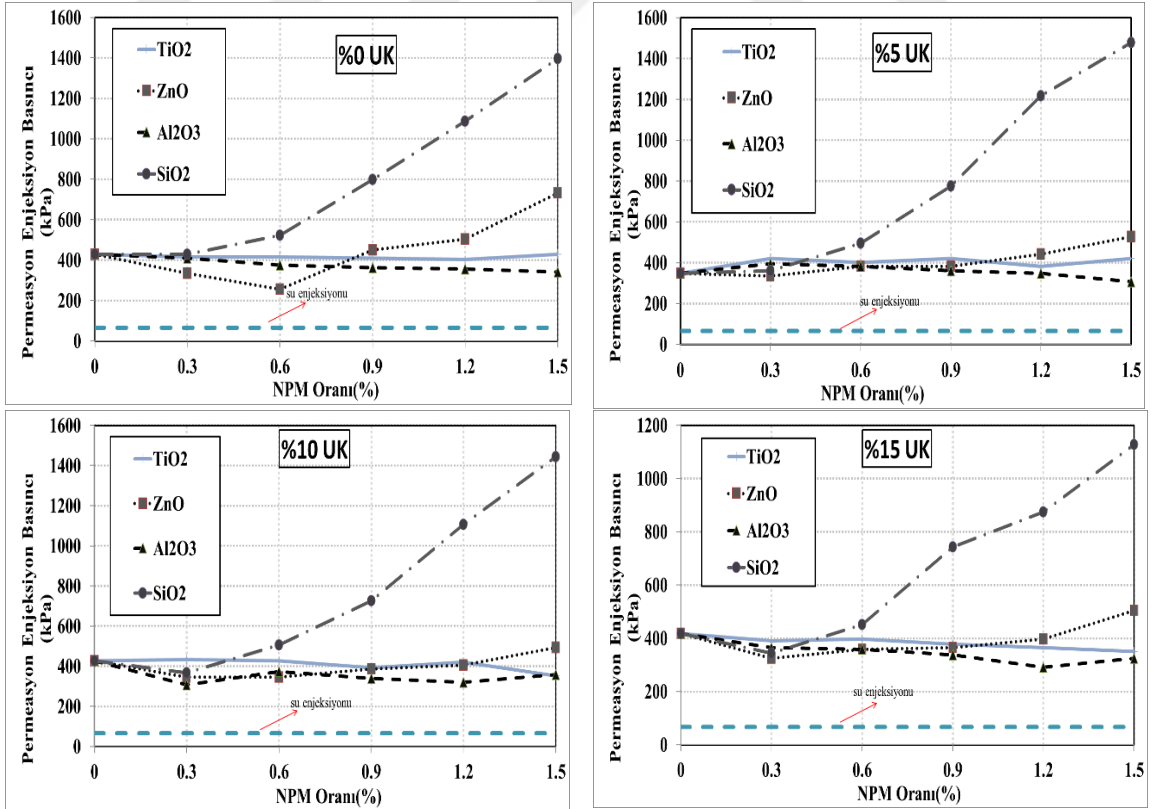 Permeasyon Enjeksiyon Basıncı
(kPa)
1600
1400
1200
1000
800
600
400
200
0
TiO2
ZnO
Al2O3
SiO2
%0 UK
su enjeksiyonu
0 0.3 0.6 0.9 1.2 1.5
NPM Oranı(%)
Permeasyon Enjeksiyon Basıncı
(kPa)
1600
1400
1200
1000
800
600
400
200
0
TiO2
ZnO
Al2O3
SiO2
%5 UK
su enjeksiyonu
0 0.3 0.6 0.9 1.2 1.5
NPM Oranı(%)
Permeasyon Enjeksiyon Basıncı
(kPa)
1600
1400
1200
1000
800
600
400
200
0
TiO2
ZnO
Al2O3
SiO2
%10 UK
su enjeksiyonu
0 0.3 0.6 0.9 1.2 1.5
NPM Oranı(%)
Permeasyon Enjeksiyon Basıncı
(kPa)
1200
1000
800
600
400
200
0
TiO2
ZnO
Al2O3
SiO2
%15 UK
su enjeksiyonu
0 0.3 0.6 0.9 1.2 1.5
NPM Oranı(%)